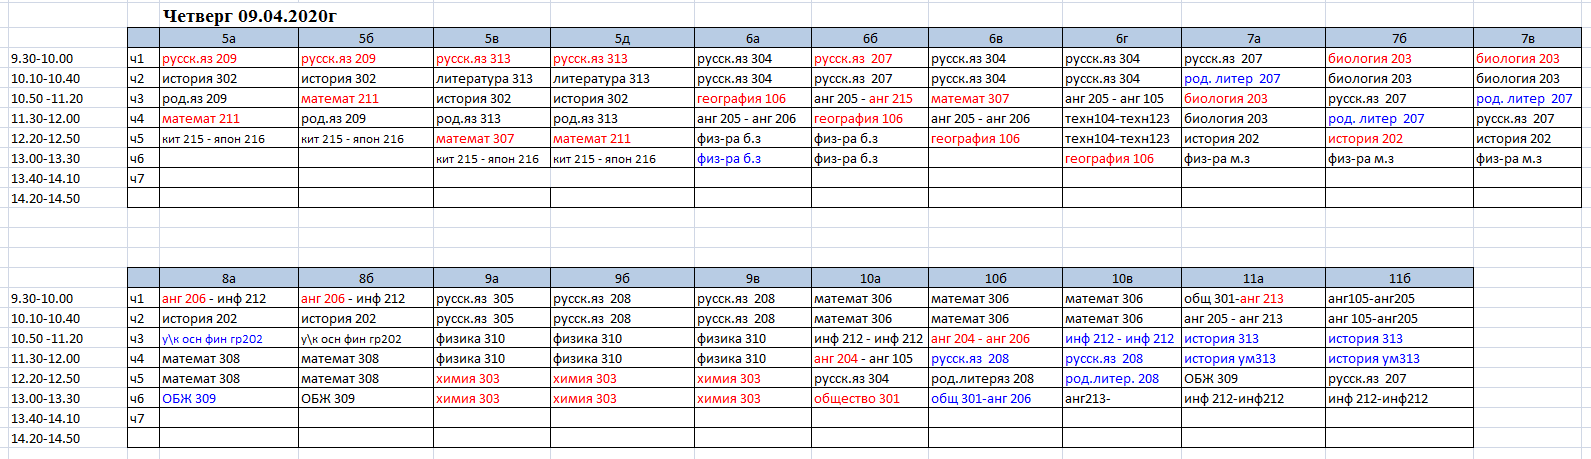 Четверг 09.04.2020г
5а 5б 5в 5д 6а 6б 6в 6г 7а 7б 7в
9.30-10.00 ч1 русск.яз 209 русск.яз 209 русск.яз 313 русск.яз 313 русск.яз 304 русск.яз 207 русск.яз 304 русск.яз 304 русск.яз 207 биология 203 биология 203
10.10-10.40 ч2 история 302 история 302 литература 313 литература 313 русск.яз 304 русск.яз 207 русск.яз 304 русск.яз 304 род. литер 207 биология 203 биология 203
10.50 -11.20 ч3 род.яз 209 математ 211 история 302 история 302 география 106 анг 205 - анг 215 математ 307 анг 205 - анг 105 биология 203 русск.яз 207 род. литер 207
11.30-12.00 ч4 математ 211 род.яз 209 род.яз 313 род.яз 313 анг 205 - анг 206 география 106 анг 205 - анг 206 техн104-техн123 биология 203 род. литер 207 русск.яз 207
12.20-12.50 ч5 кит 215 - япон 216 кит 215 - япон 216 математ 307 математ 211 физ-ра б.з физ-ра б.з география 106 техн104-техн123 история 202 история 202 история 202
13.00-13.30 ч6 кит 215 - япон 216 кит 215 - япон 216 физ-ра б.з физ-ра б.з география 106 физ-ра м.з физ-ра м.з физ-ра м.з
13.40-14.10 ч7
14.20-14.50
8а 8б 9а 9б 9в 10а 10б 10в 11а 11б
9.30-10.00 ч1 анг 206 - инф 212 анг 206 - инф 212 русск.яз 305 русск.яз 208 русск.яз 208 математ 306 математ 306 математ 306 общ 301-анг 213 анг105-анг205
10.10-10.40 ч2 история 202 история 202 русск.яз 305 русск.яз 208 русск.яз 208 математ 306 математ 306 математ 306 анг 205 - анг 213 анг 105-анг205
10.50 -11.20 ч3 у\к осн фин гр202 у\к осн фин гр202 физика 310 физика 310 физика 310 инф 212 - инф 212 анг 204 - анг 206 инф 212 - инф 212 история 313 история 313
11.30-12.00 ч4 математ 308 математ 308 физика 310 физика 310 физика 310 анг 204 - анг 105 русск.яз 208 русск.яз 208 история ум313 история ум313
12.20-12.50 ч5 математ 308 математ 308 химия 303 химия 303 химия 303 русск.яз 304 род.литеряз 208 род.литер. 208 ОБЖ 309 русск.яз 207
13.00-13.30 ч6 ОБЖ 309 ОБЖ 309 химия 303 химия 303 химия 303 общество 301 общ 301-анг 206 анг213- инф 212-инф212 инф 212-инф212
13.40-14.10 ч7
14.20-14.50